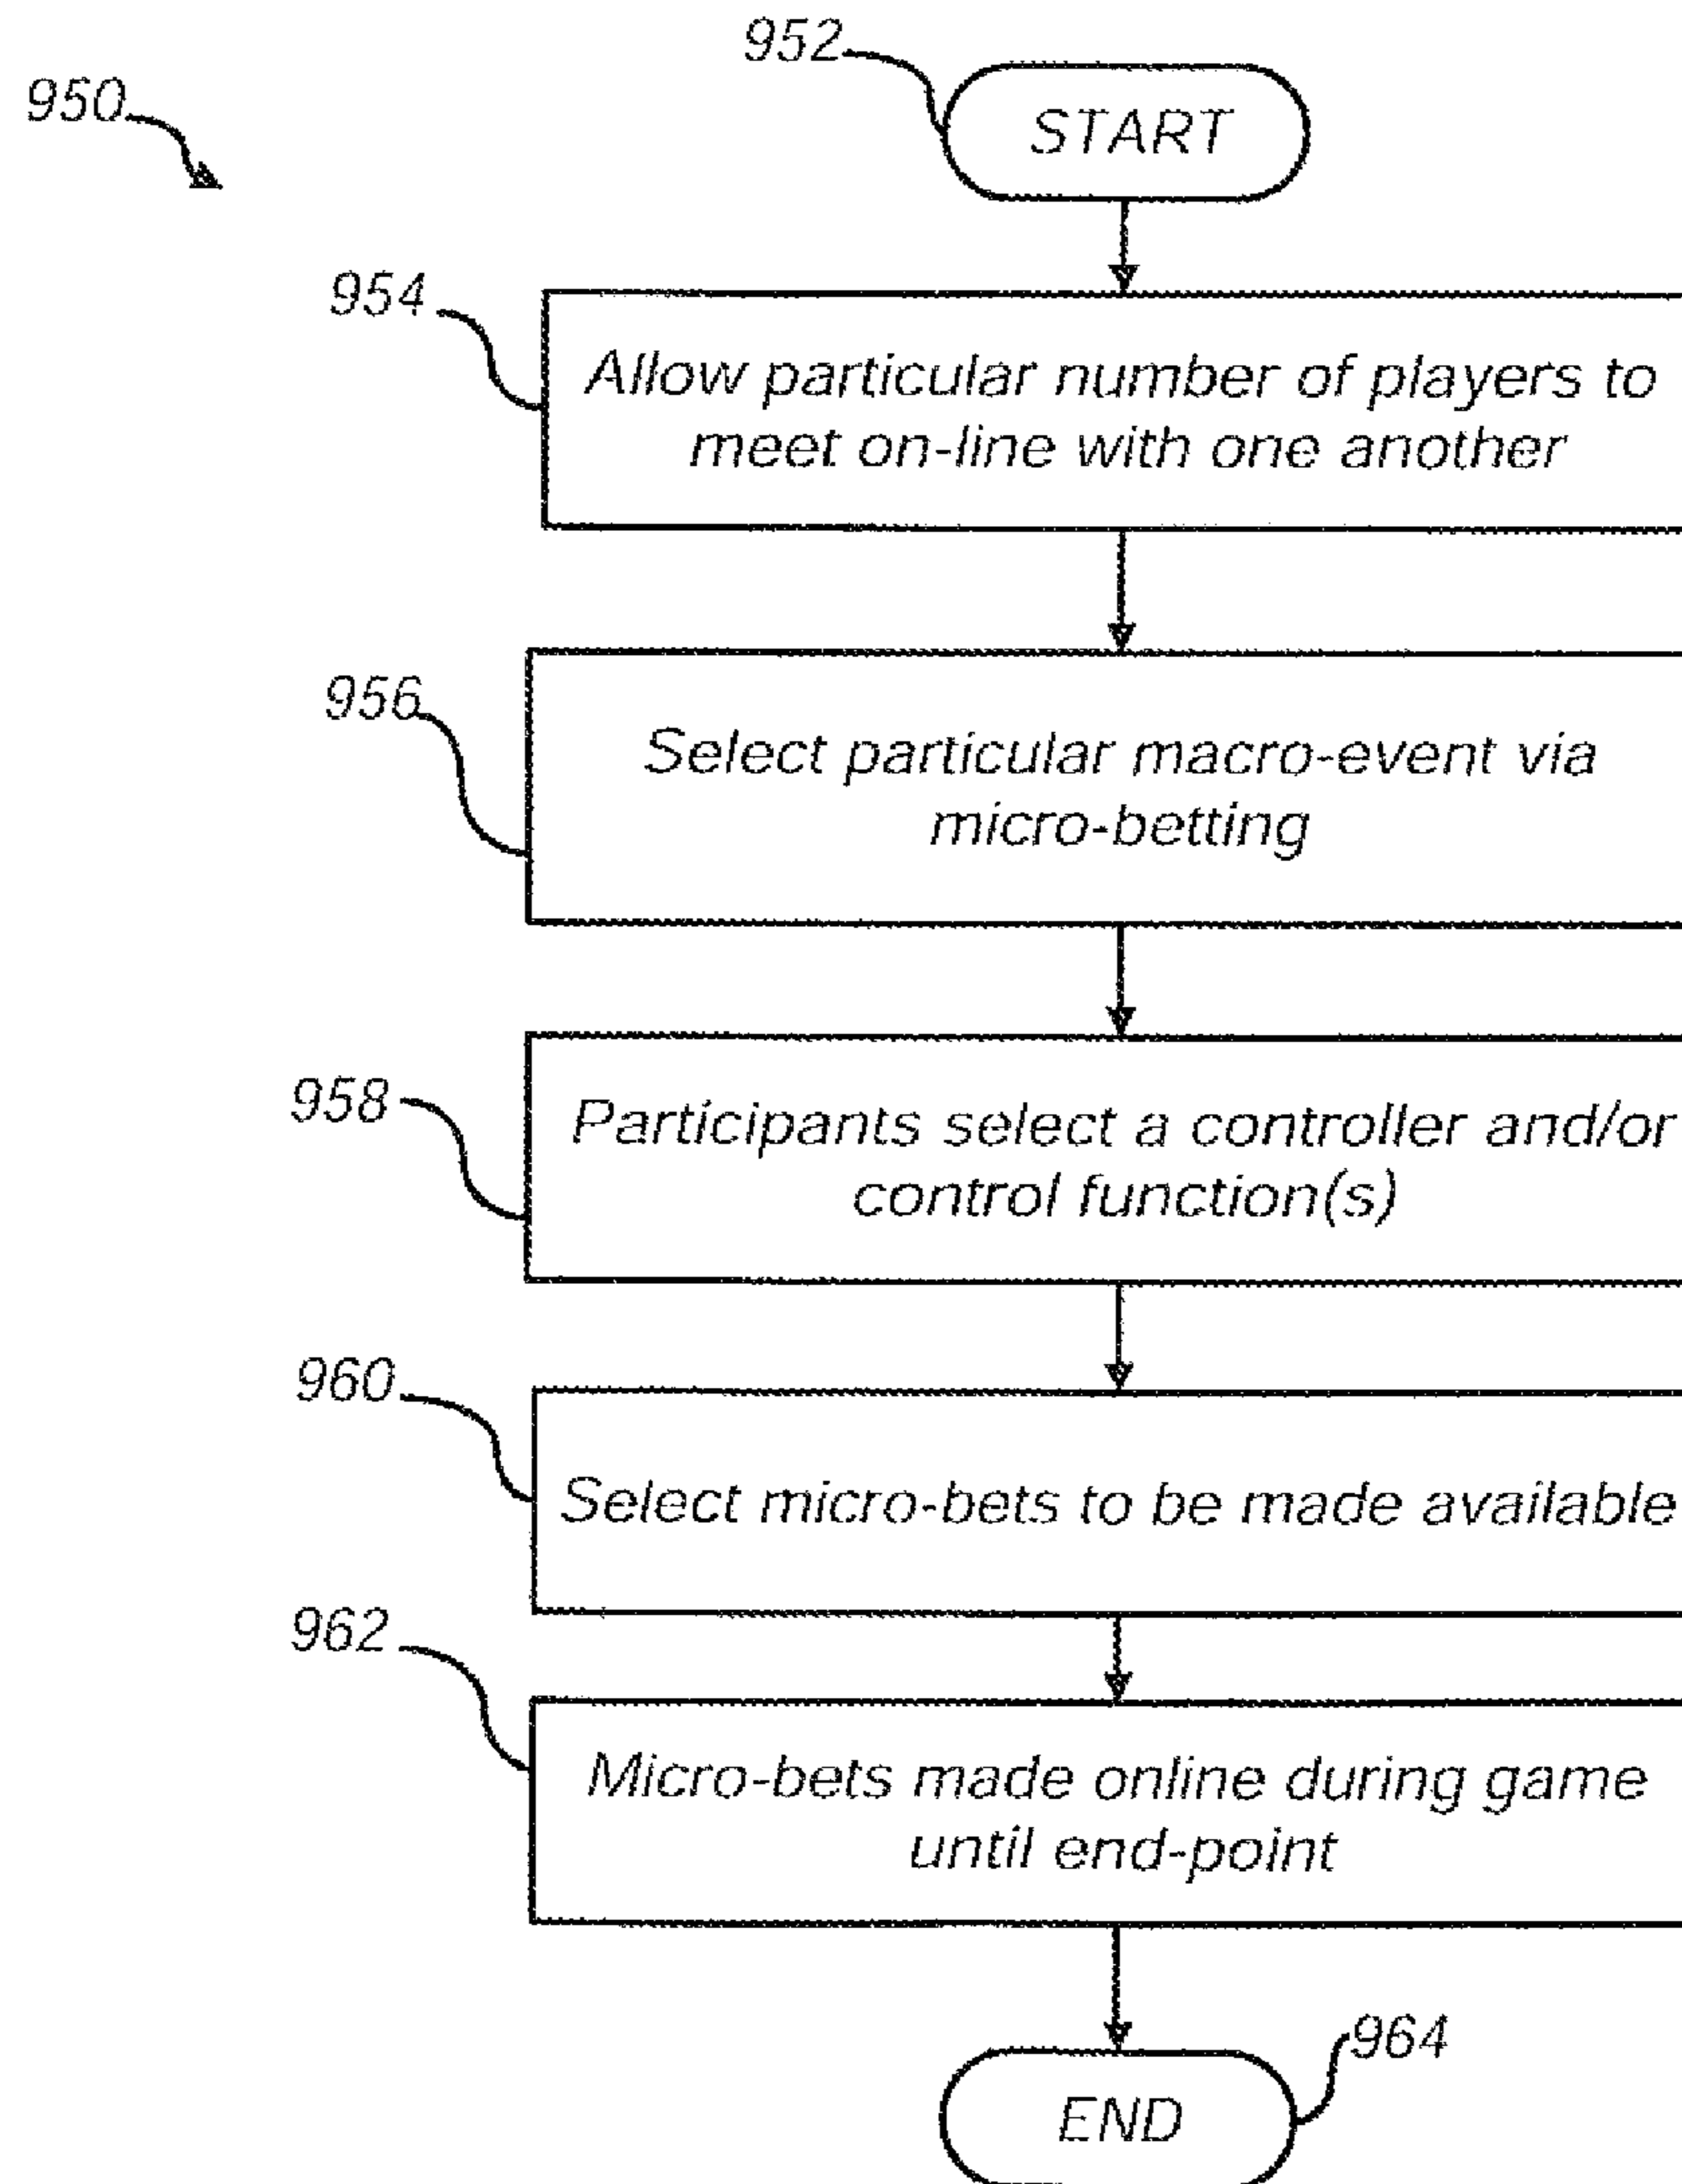 952
950
START
954
Allow particular number of players to
meet on-line with one another
956
Select particular macro-event via
micro-betting
958
Participants select a controller and/or
control function(s)
960
Select micro-bets to be made available
962
Micro-bets made online during game
until end-point
964
END